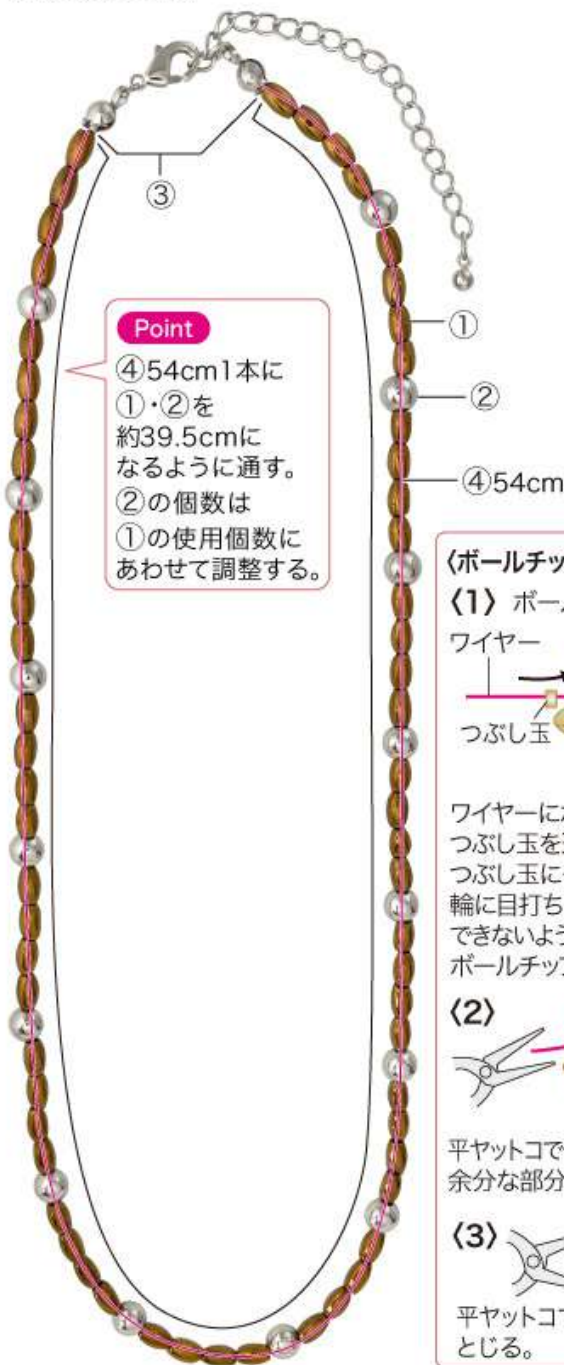 ③
Point
④54cm1本に
①・②を
約39.5cmに
なるように通す。
②の個数は
①の使用個数に
あわせて調整する。
①
②
④54cm
〈ボールチッ
〈1〉 ボー
ワイヤー
つぶし玉
ワイヤーに
つぶし玉を
つぶし玉に
輪に目打ち
できないよう
ボールチップ
〈2〉
平ヤットコで
余分な部分
〈3〉
平ヤットコで
とじる。